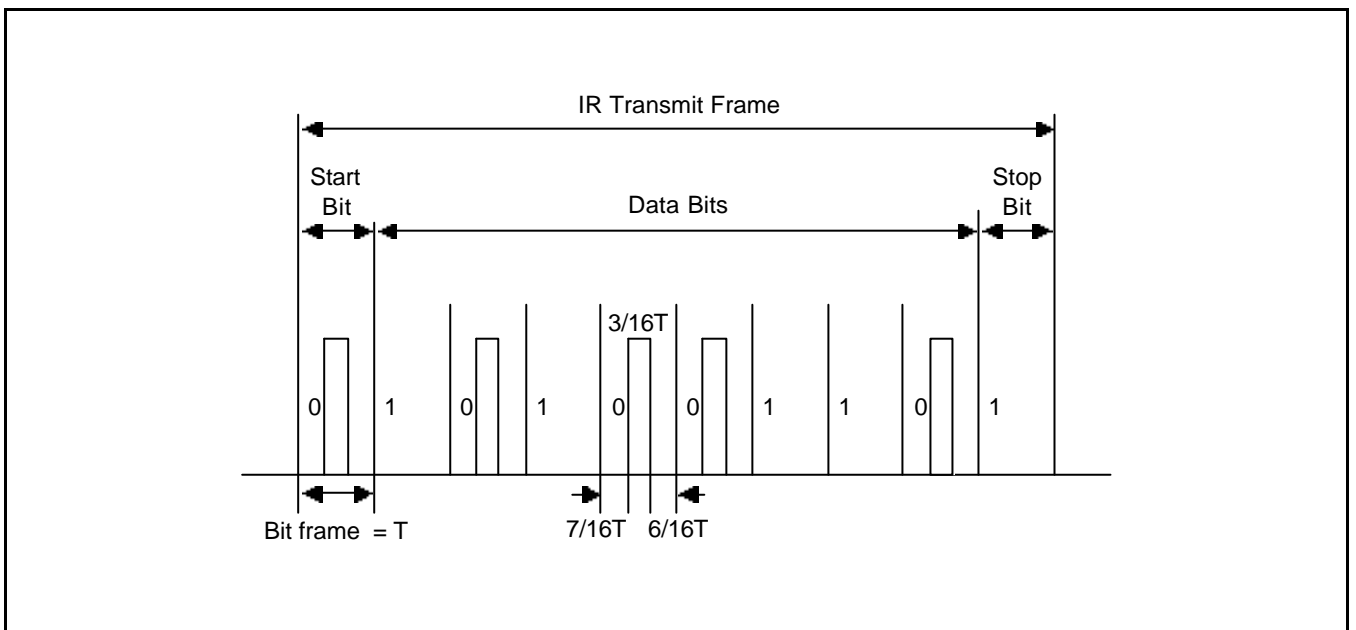 IR Transmit Frame
Start
Bit
Data Bits
Stop
Bit
3/16T
0 1 0 1 0 0 1 1 0 1
Bit frame = T
7/16T 6/16T